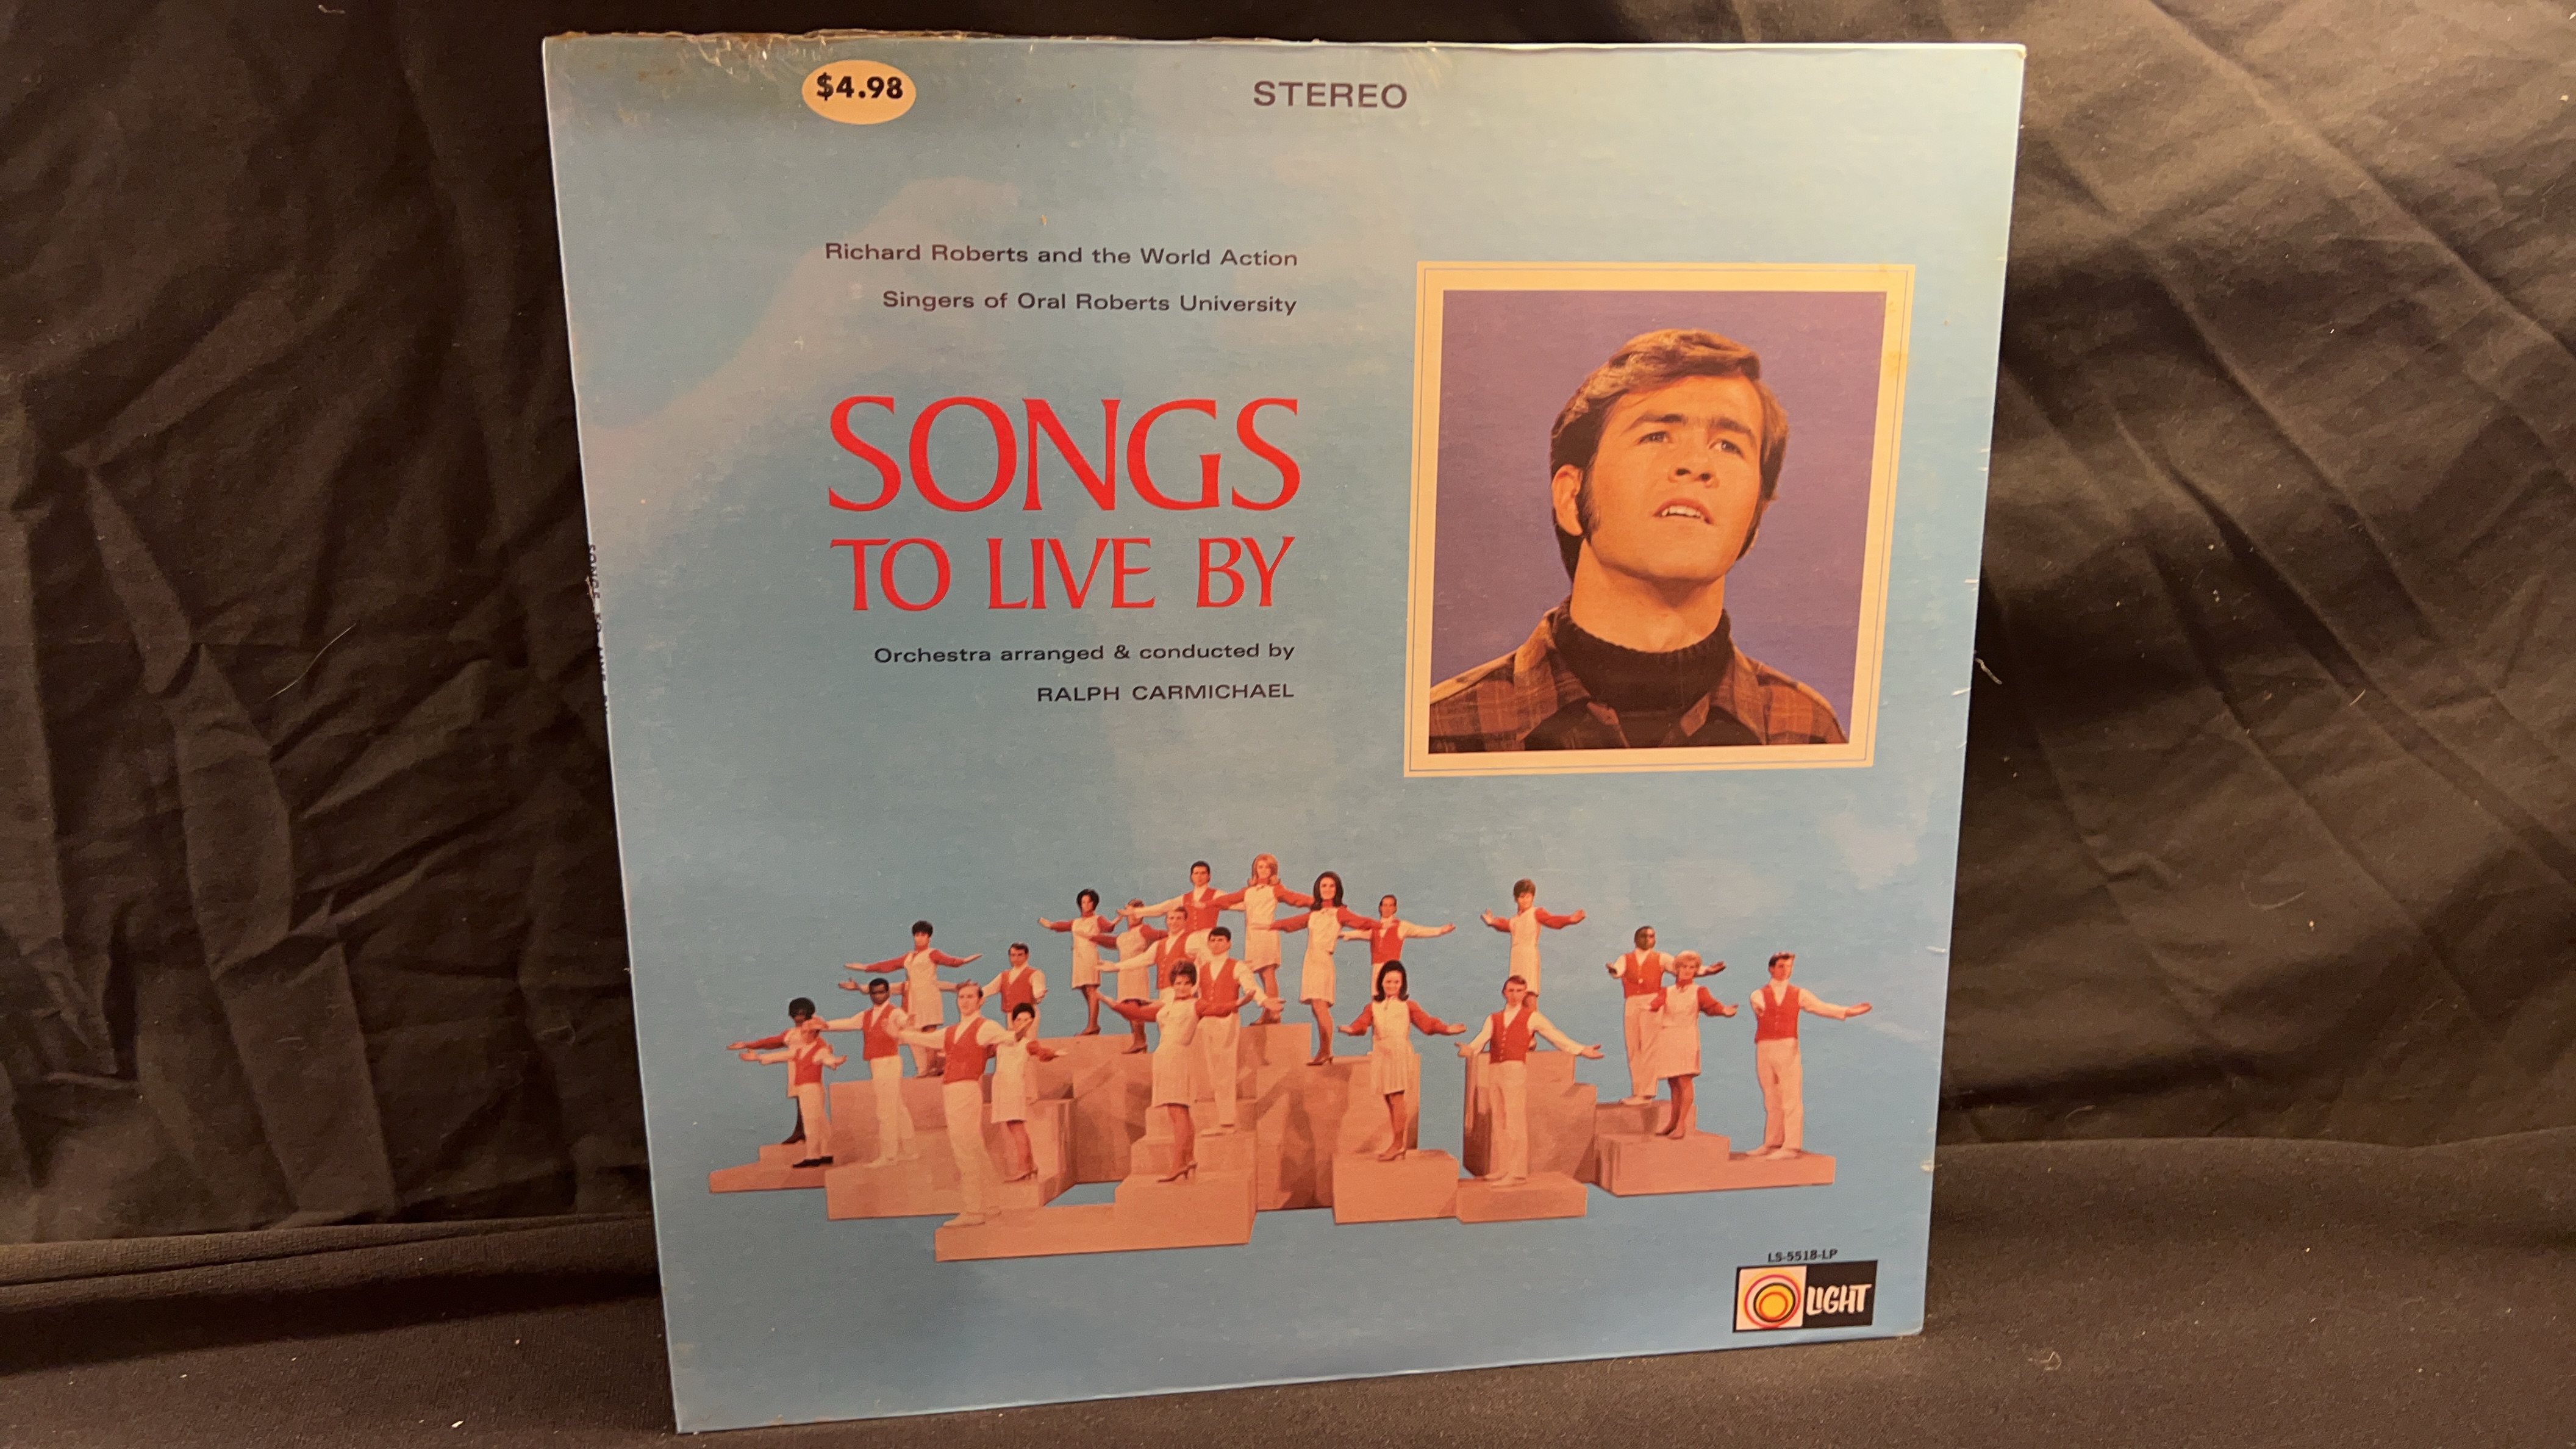 $4.98
STEREO
Richard Roberts and the World Action
Singers of Oral Roberts University
SONGS
TO LIVE BY
Orchestra arranged & conducted by
RALPH CARMICHAEL
LS-5518-LP
LIGHT